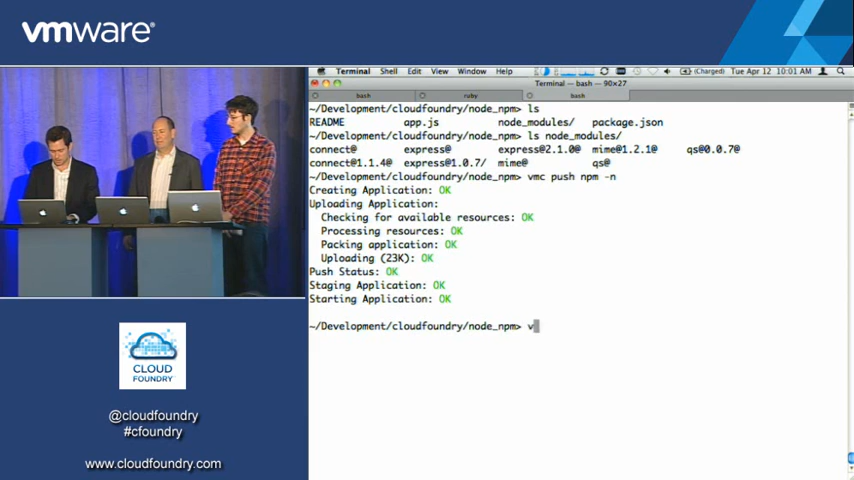 vmware®
Terminal Shell Edit View Window Help (Charged) Tue Apr 12 10:01 AM
Terminal — bash — 90×27
bash ruby bash
~/Development/cloudfoundry/node_npm> ls
README app.js node_modules/ package.json
~/Development/cloudfoundry/node_npm> ls node_modules/
connect@ express@ express@2.1.0@ mime@1.2.1@ qs@0.0.7@
connect@1.1.4@ express@1.0.7/ mime@ qs@
~/Development/cloudfoundry/node_npm> vmc push npm -n
Creating Application: OK
Uploading Application:
Checking for available resources: OK
Processing resources: OK
Packing application: OK
Uploading (23K): OK
Push Status: OK
Staging Application: OK
Starting Application: OK
~/Development/cloudfoundry/node_npm> v
CLOUD
FOUNDRY
@cloudfoundry
#cfoundry
www.cloudfoundry.com